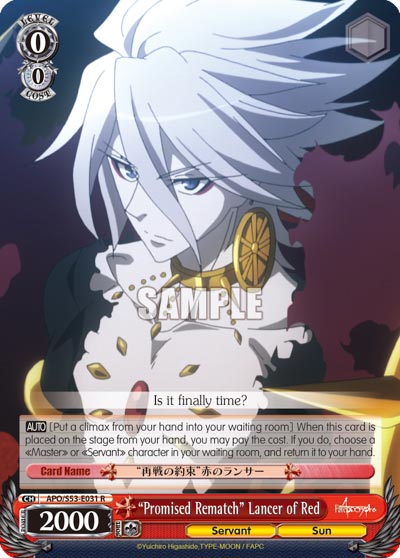 LEVEL
0
0
COST
SAMPLE
Is it finally time?
AUTO [Put a climax from your hand into your waiting room] When this card is
placed on the stage from your hand, you may pay the cost. If you do, choose a
«Master» or «Servant» character in your waiting room, and return it to your hand.
Card Name
“再戦の約束”赤のランサー
CH
APO/S53-E031 R
“Promised Rematch” Lancer of Red
Fate Apocrypha
POWER
2000
Servant
Sun
©Yuichiro Higashide,TYPE-MOON / FAPC